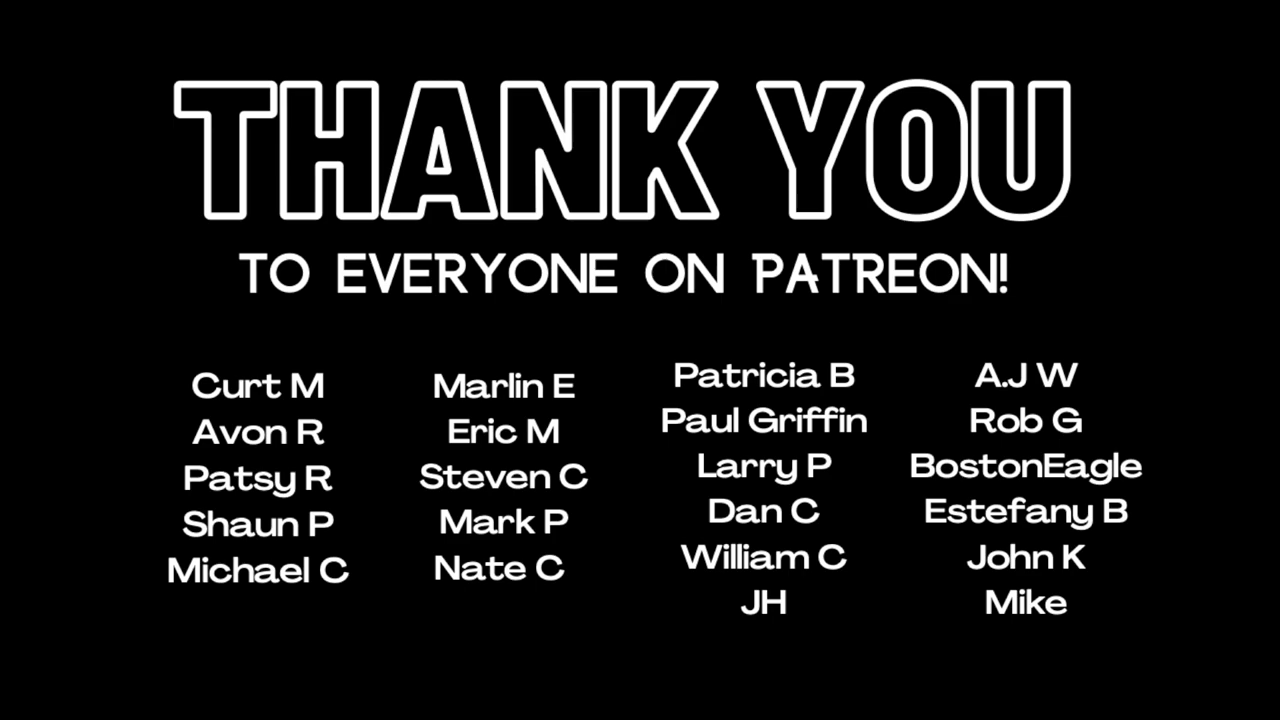 THANK YOU
TO EVERYONE ON PATREON!
Curt M
Avon R
Patsy R
Shaun P
Michael C
Marlin E
Eric M
Steven C
Mark P
Nate C
Patricia B
Paul Griffin
Larry P
Dan C
William C
JH
A.J W
Rob G
BostonEagle
Estefany B
John K
Mike